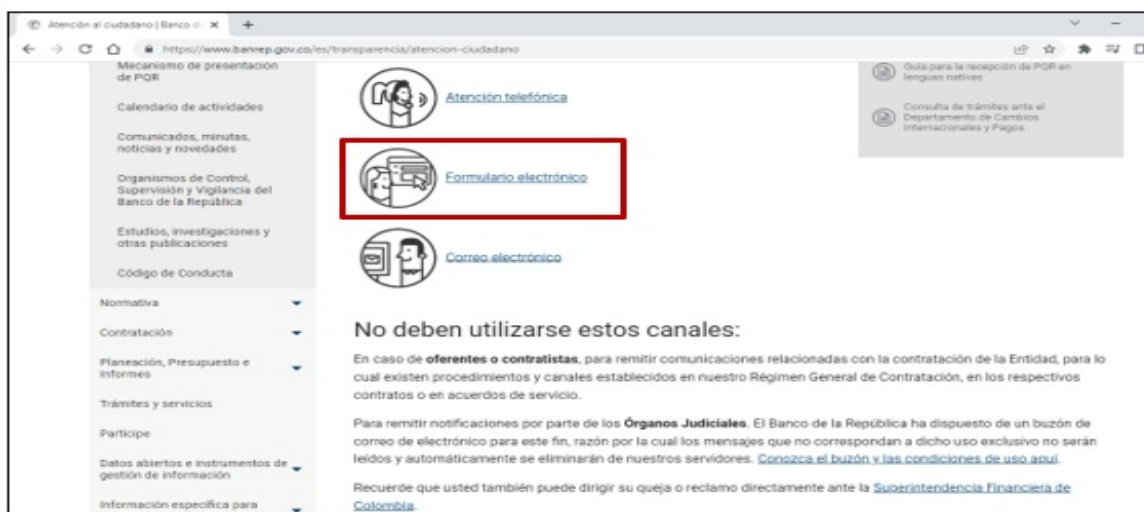 Atención al ciudadano | Banco d
https://www.banrep.gov.co/es/transparencia/atencion-ciudadano
Mecanismo de presentación
de PQR
Calendario de actividades
Comunicados, minutas,
noticias y novedades
Organismos de Control,
Supervisión y Vigilancia del
Banco de la República
Estudios, investigaciones y
otras publicaciones
Código de Conducta
Normativa
Contratación
Planeación, Presupuesto e
Informes
Trámites y servicios
Participe
Datos abiertos e instrumentos de
gestión de información
Información específica para
Atención telefónica
Formulario electrónico
Correo electrónico
Guía para la recepción de PQR en
lenguas nativas
Consulta de trámites ante el
Departamento de Cambios
Internacionales y Pagos
No deben utilizarse estos canales:
En caso de oferentes o contratistas, para remitir comunicaciones relacionadas con la contratación de la Entidad, para lo
cual existen procedimientos y canales establecidos en nuestro Régimen General de Contratación, en los respectivos
contratos o en acuerdos de servicio.
Para remitir notificaciones por parte de los Órganos Judiciales. El Banco de la República ha dispuesto de un buzón de
correo de electrónico para este fin, razón por la cual los mensajes que no correspondan a dicho uso exclusivo no serán
leídos y automáticamente se eliminarán de nuestros servidores. Conozca el buzón y las condiciones de uso aquí.
Recuerde que usted también puede dirigir su queja o reclamo directamente ante la Superintendencia Financiera de
Colombia.